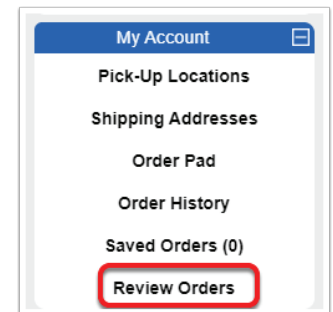 My Account
Pick-Up Locations
Shipping Addresses
Order Pad
Order History
Saved Orders (0)
Review Orders